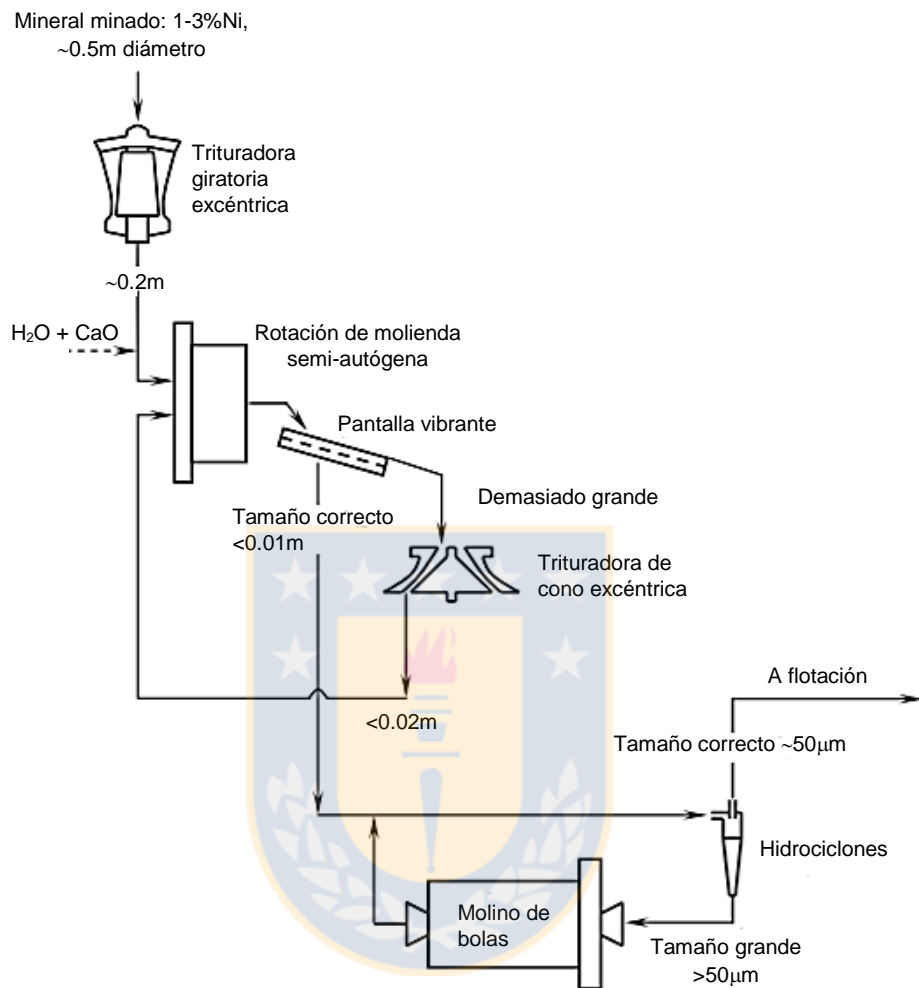 Mineral minado: 1-3%Ni,
~0.5m diámetro
Trituradora
giratoria
excéntrica
~0.2m
H₂O + CaO
Rotación de molienda
semi-autógena
Pantalla vibrante
Demasiado grande
Tamaño correcto
<0.01m
Trituradora de
cono excéntrica
<0.02m
A flotación
Tamaño correcto ~50μm
Hidrociclones
Molino de
bolas
Tamaño grande
>50μm